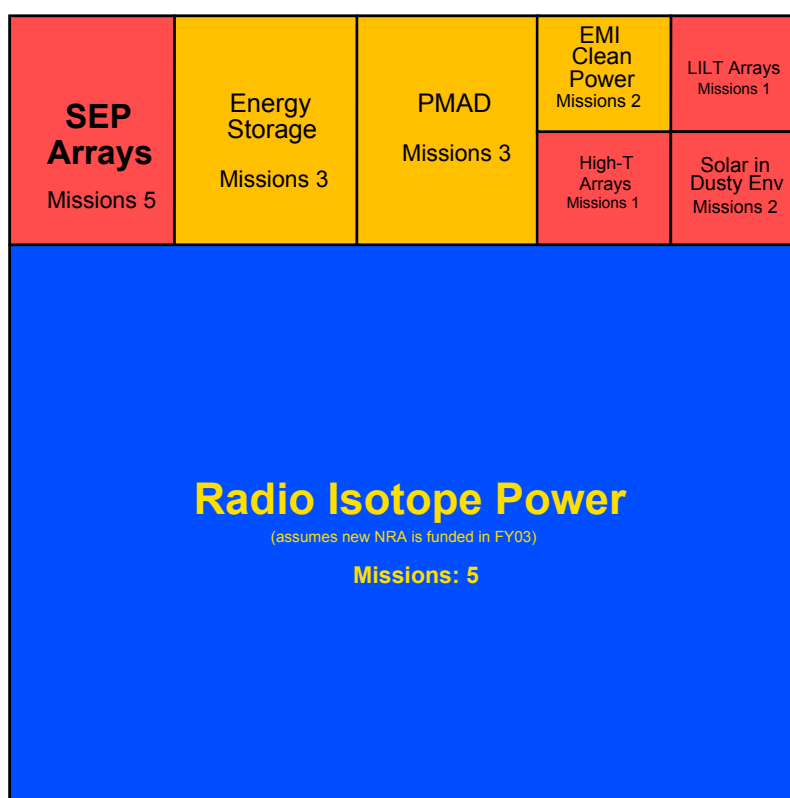 SEP
Arrays
Missions 5
Energy
Storage
Missions 3
PMAD
Missions 3
EMI
Clean
Power
Missions 2
LILT Arrays
Missions 1
High-T
Arrays
Missions 1
Solar in
Dusty Env
Missions 2
Radio Isotope Power
(assumes new NRA is funded in FY03)
Missions: 5